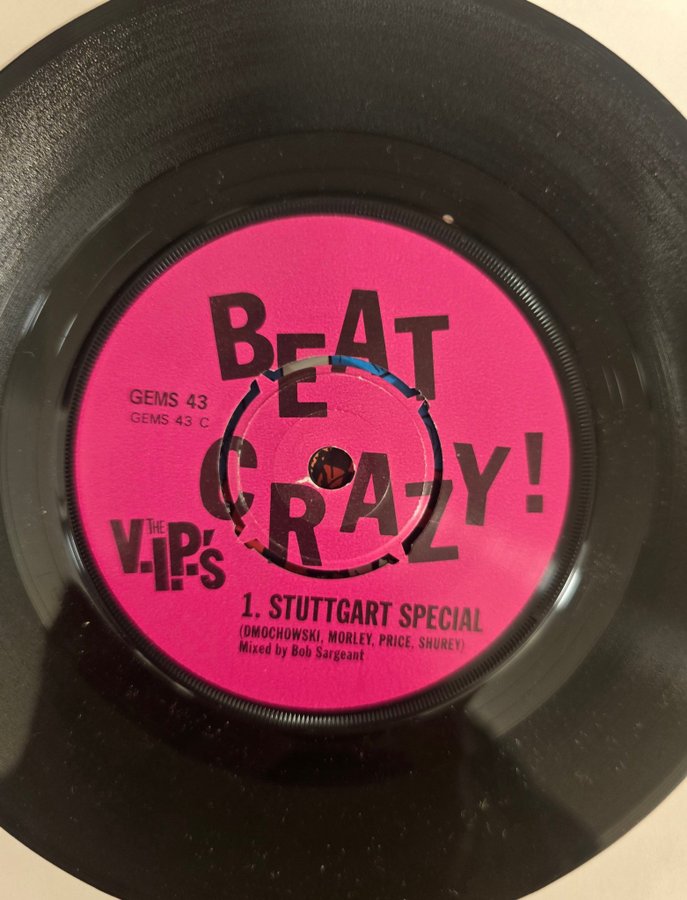 BEAT
CRAZY!
GEMS 43
GEMS 43 C
THE
V.I.P.'s
1. STUTTGART SPECIAL
(DMOCHOWSKI, MORLEY, PRICE, SHUREY)
Mixed by Bob Sargeant